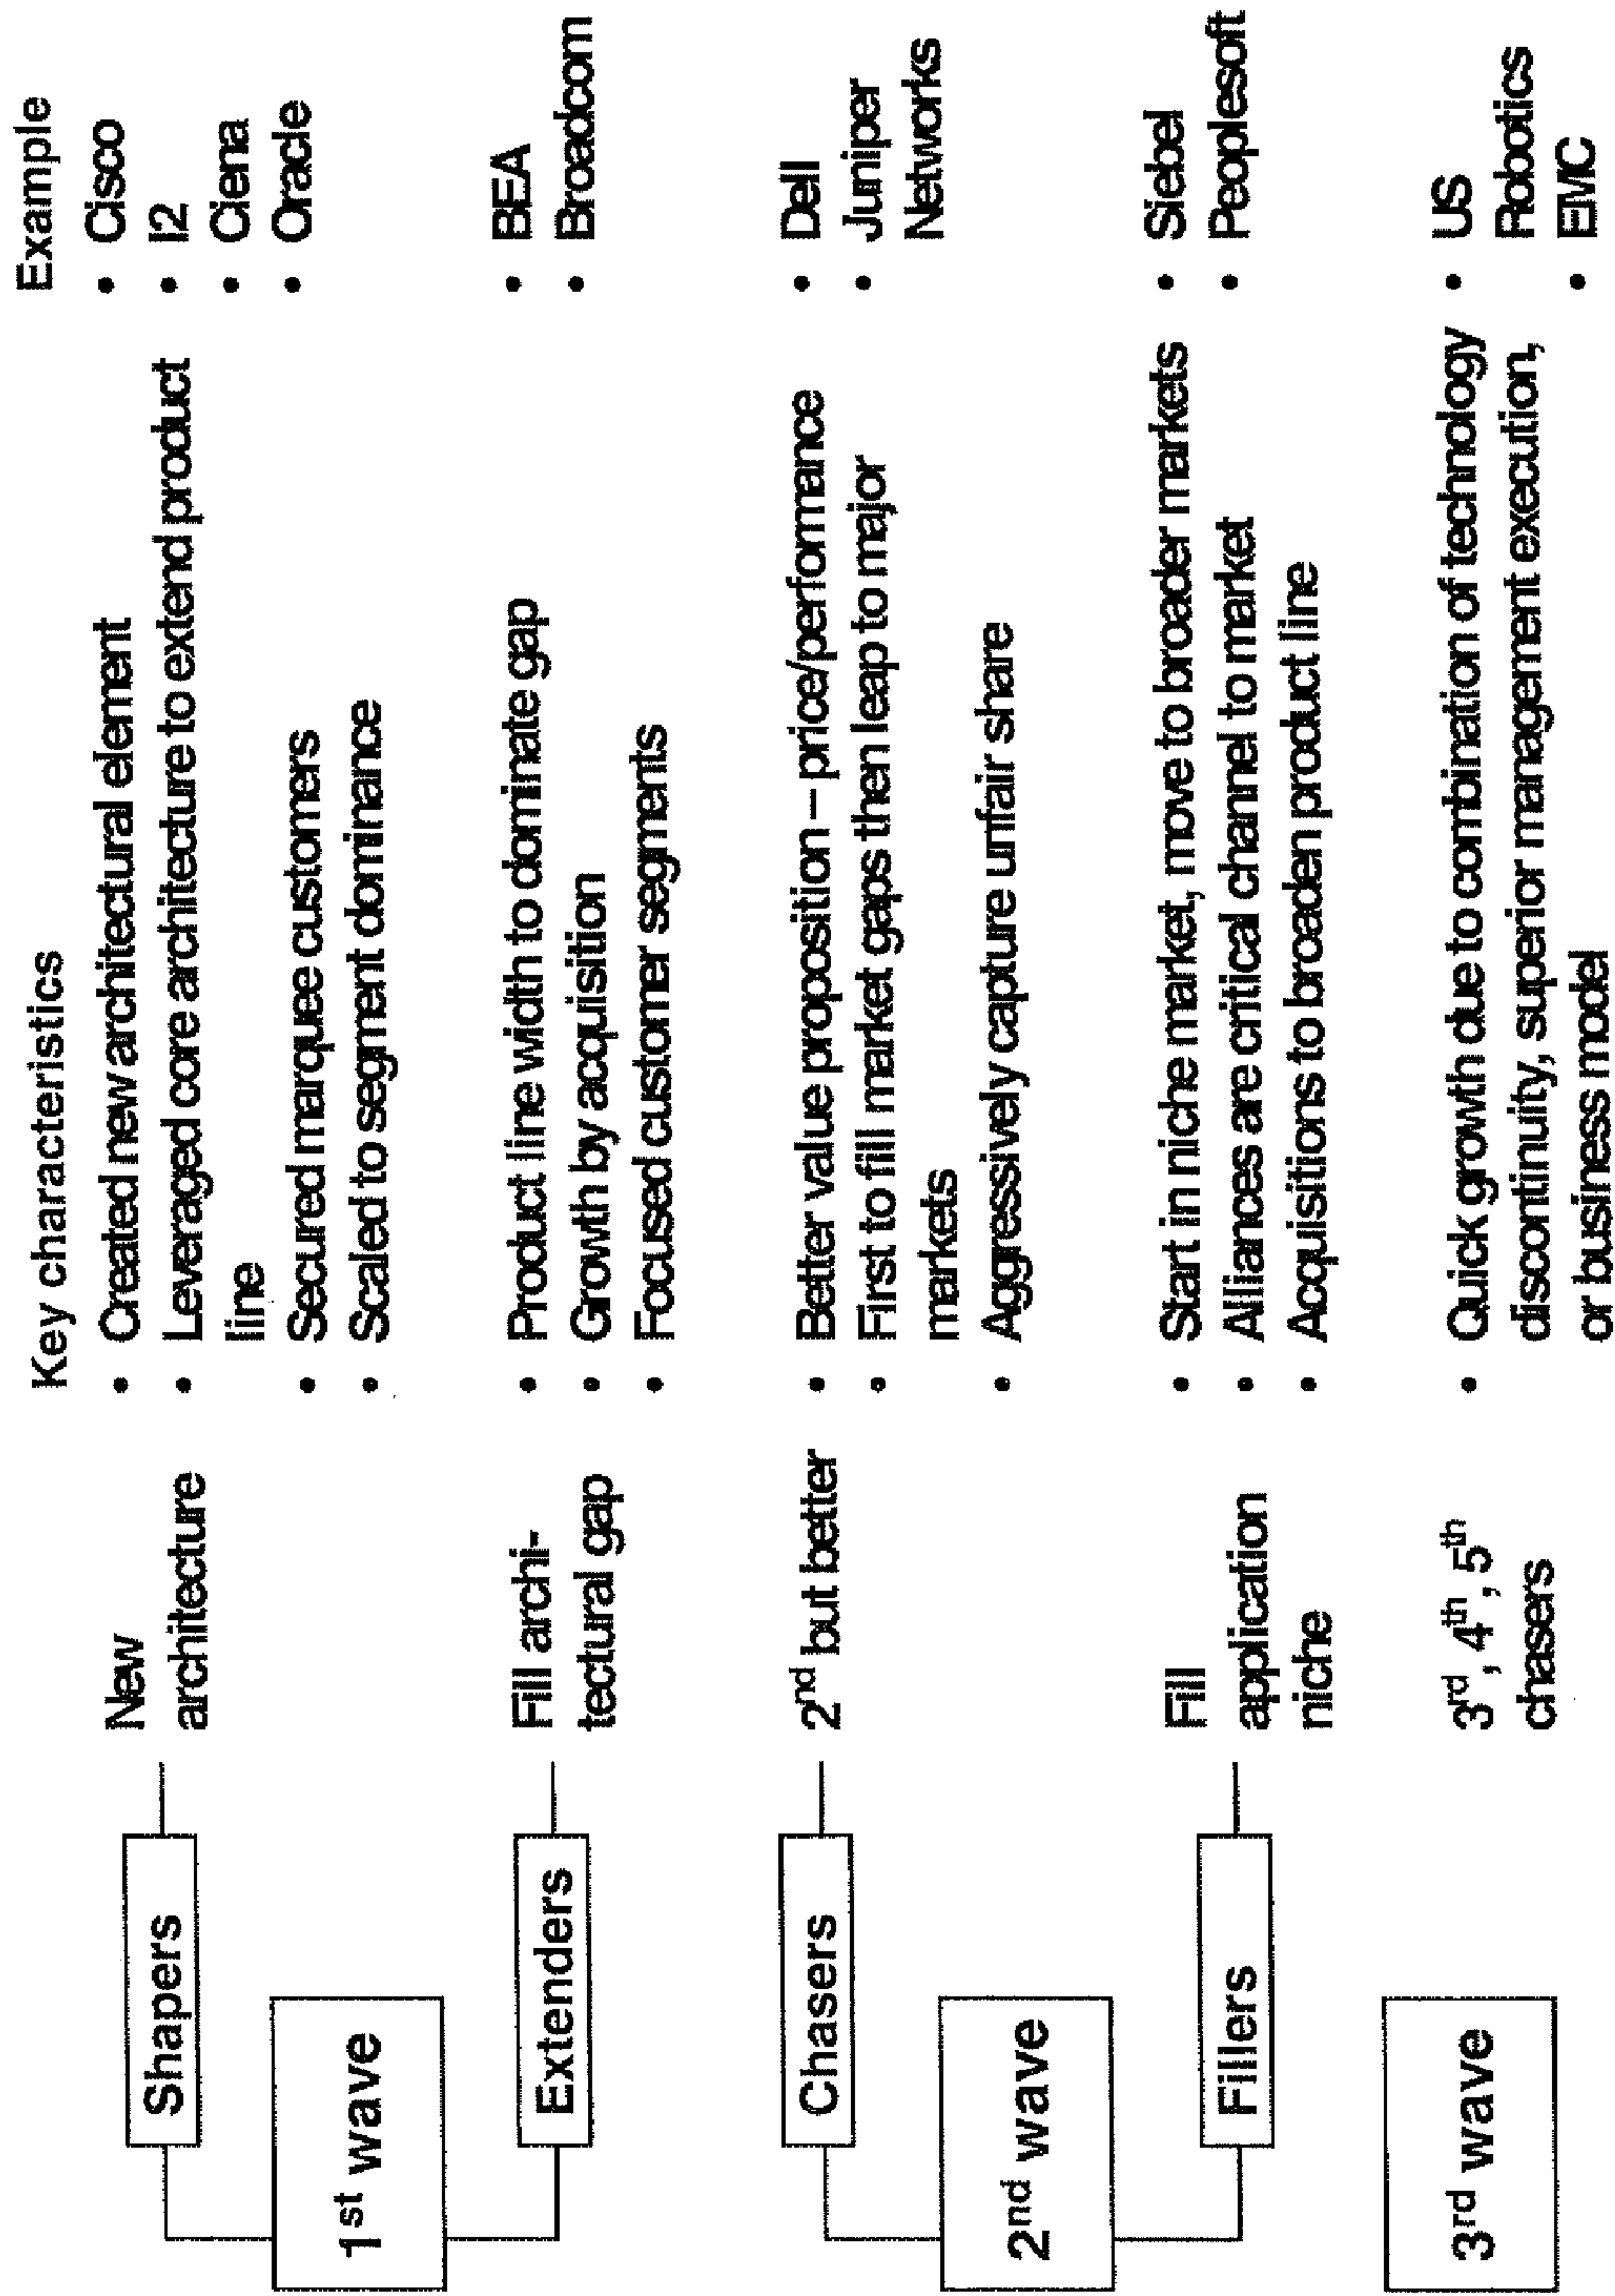 Key characteristics
Example
1st wave
Shapers
New
architecture
• Created new architectural element
• Leveraged core architecture to extend product
line
• Secured marquee customers
• Scaled to segment dominance
• Cisco
• I2
• Ciena
• Oracle
Extenders
Fill archi-
tectural gap
• Product line width to dominate gap
• Growth by acquisition
• Focused customer segments
• BEA
• Broadcom
2nd wave
Chasers
2nd but better
• Better value proposition – price/performance
• First to fill market gaps then leap to major
markets
• Aggressively capture unfair share
• Dell
• Juniper
Networks
Fillers
Fill
application
niche
• Start in niche market, move to broader markets
• Alliances are critical channel to market
• Acquisitions to broaden product line
• Siebel
• Peoplesoft
3rd wave
3rd, 4th, 5th
chasers
• Quick growth due to combination of technology
discontinuity, superior management execution,
or business model
• US
Robotics
• EMC